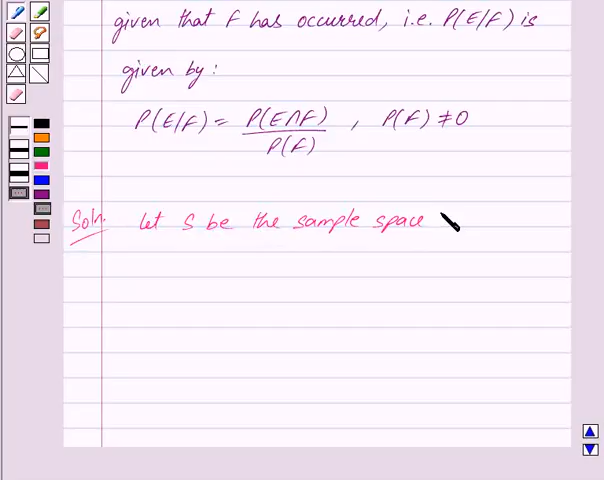 given that F has occurred, i.e. P(E/F) is
given by:
P(E/F) = P(E∩F) / P(F) , P(F) ≠ 0
Soln. Let S be the sample space